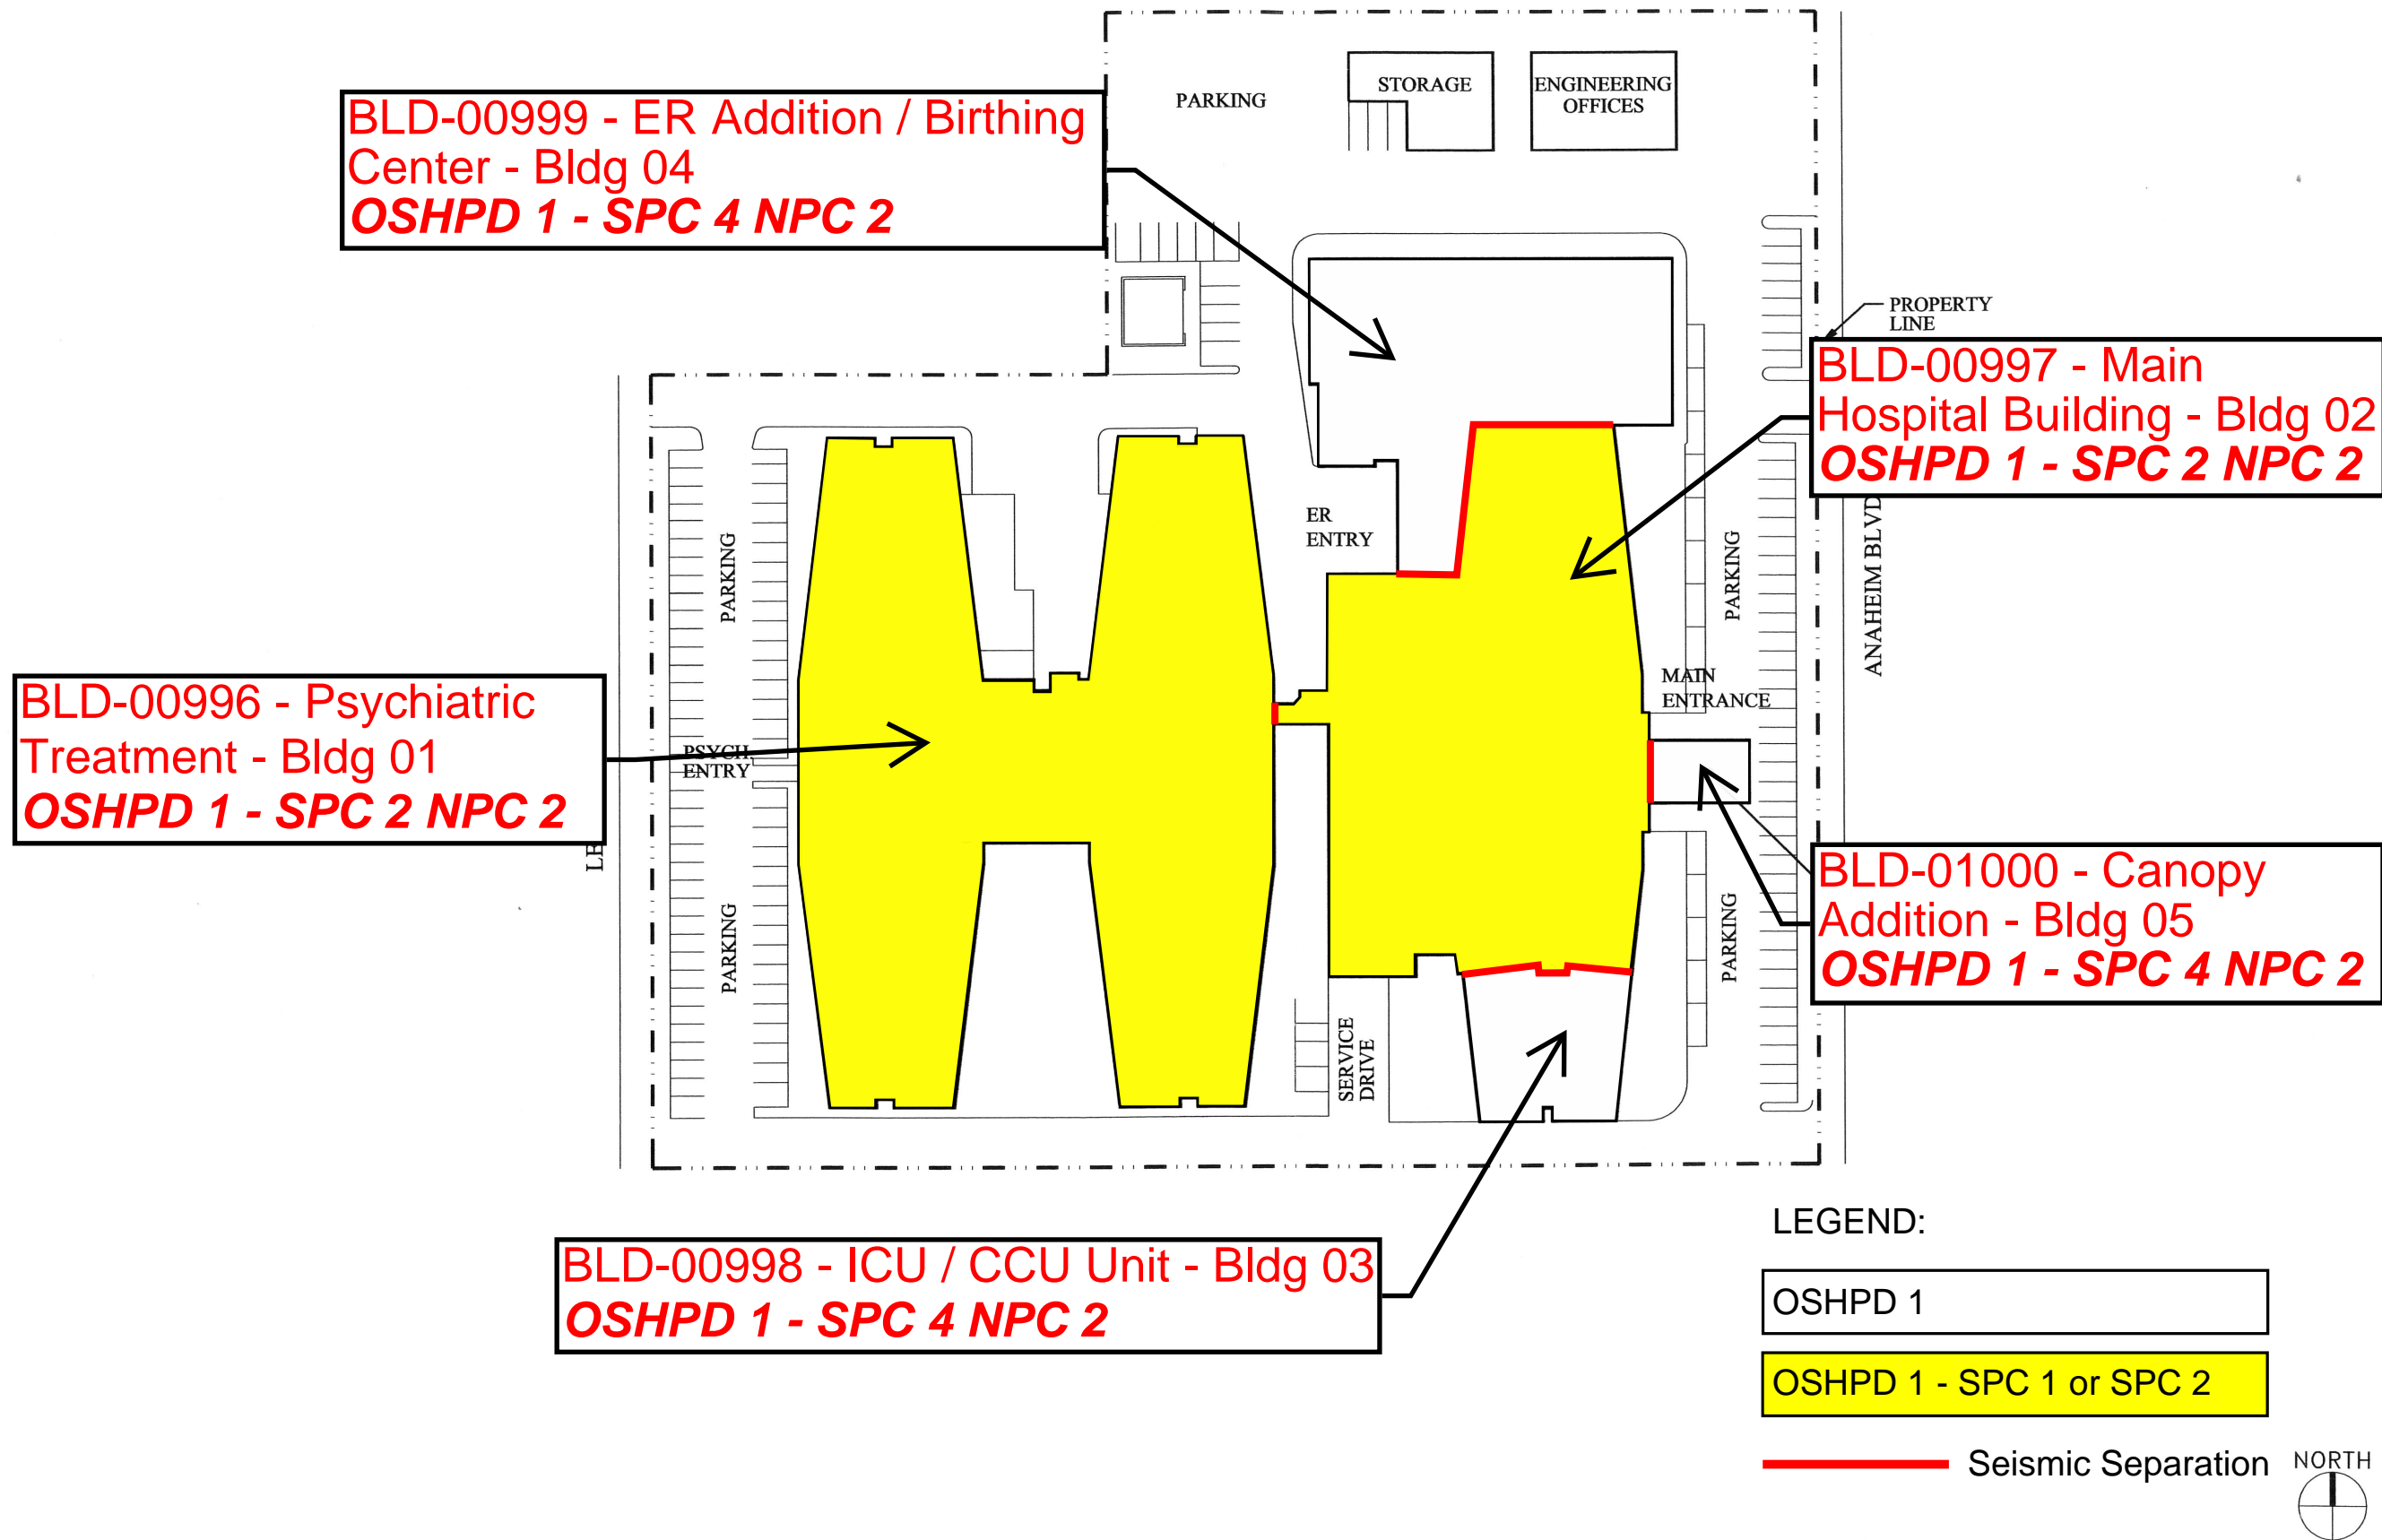 PARKING
STORAGE
ENGINEERING
OFFICES
BLD-00999 - ER Addition / Birthing
Center - Bldg 04
OSHPD 1 - SPC 4 NPC 2
PROPERTY
LINE
BLD-00997 - Main
Hospital Building - Bldg 02
OSHPD 1 - SPC 2 NPC 2
ER
ENTRY
PARKING
PARKING
ANAHEIM BLVD
MAIN
ENTRANCE
BLD-00996 - Psychiatric
Treatment - Bldg 01
OSHPD 1 - SPC 2 NPC 2
PSYCH
ENTRY
LE
BLD-01000 - Canopy
Addition - Bldg 05
OSHPD 1 - SPC 4 NPC 2
PARKING
PARKING
SERVICE
DRIVE
BLD-00998 - ICU / CCU Unit - Bldg 03
OSHPD 1 - SPC 4 NPC 2
LEGEND:
OSHPD 1
OSHPD 1 - SPC 1 or SPC 2
Seismic Separation
NORTH